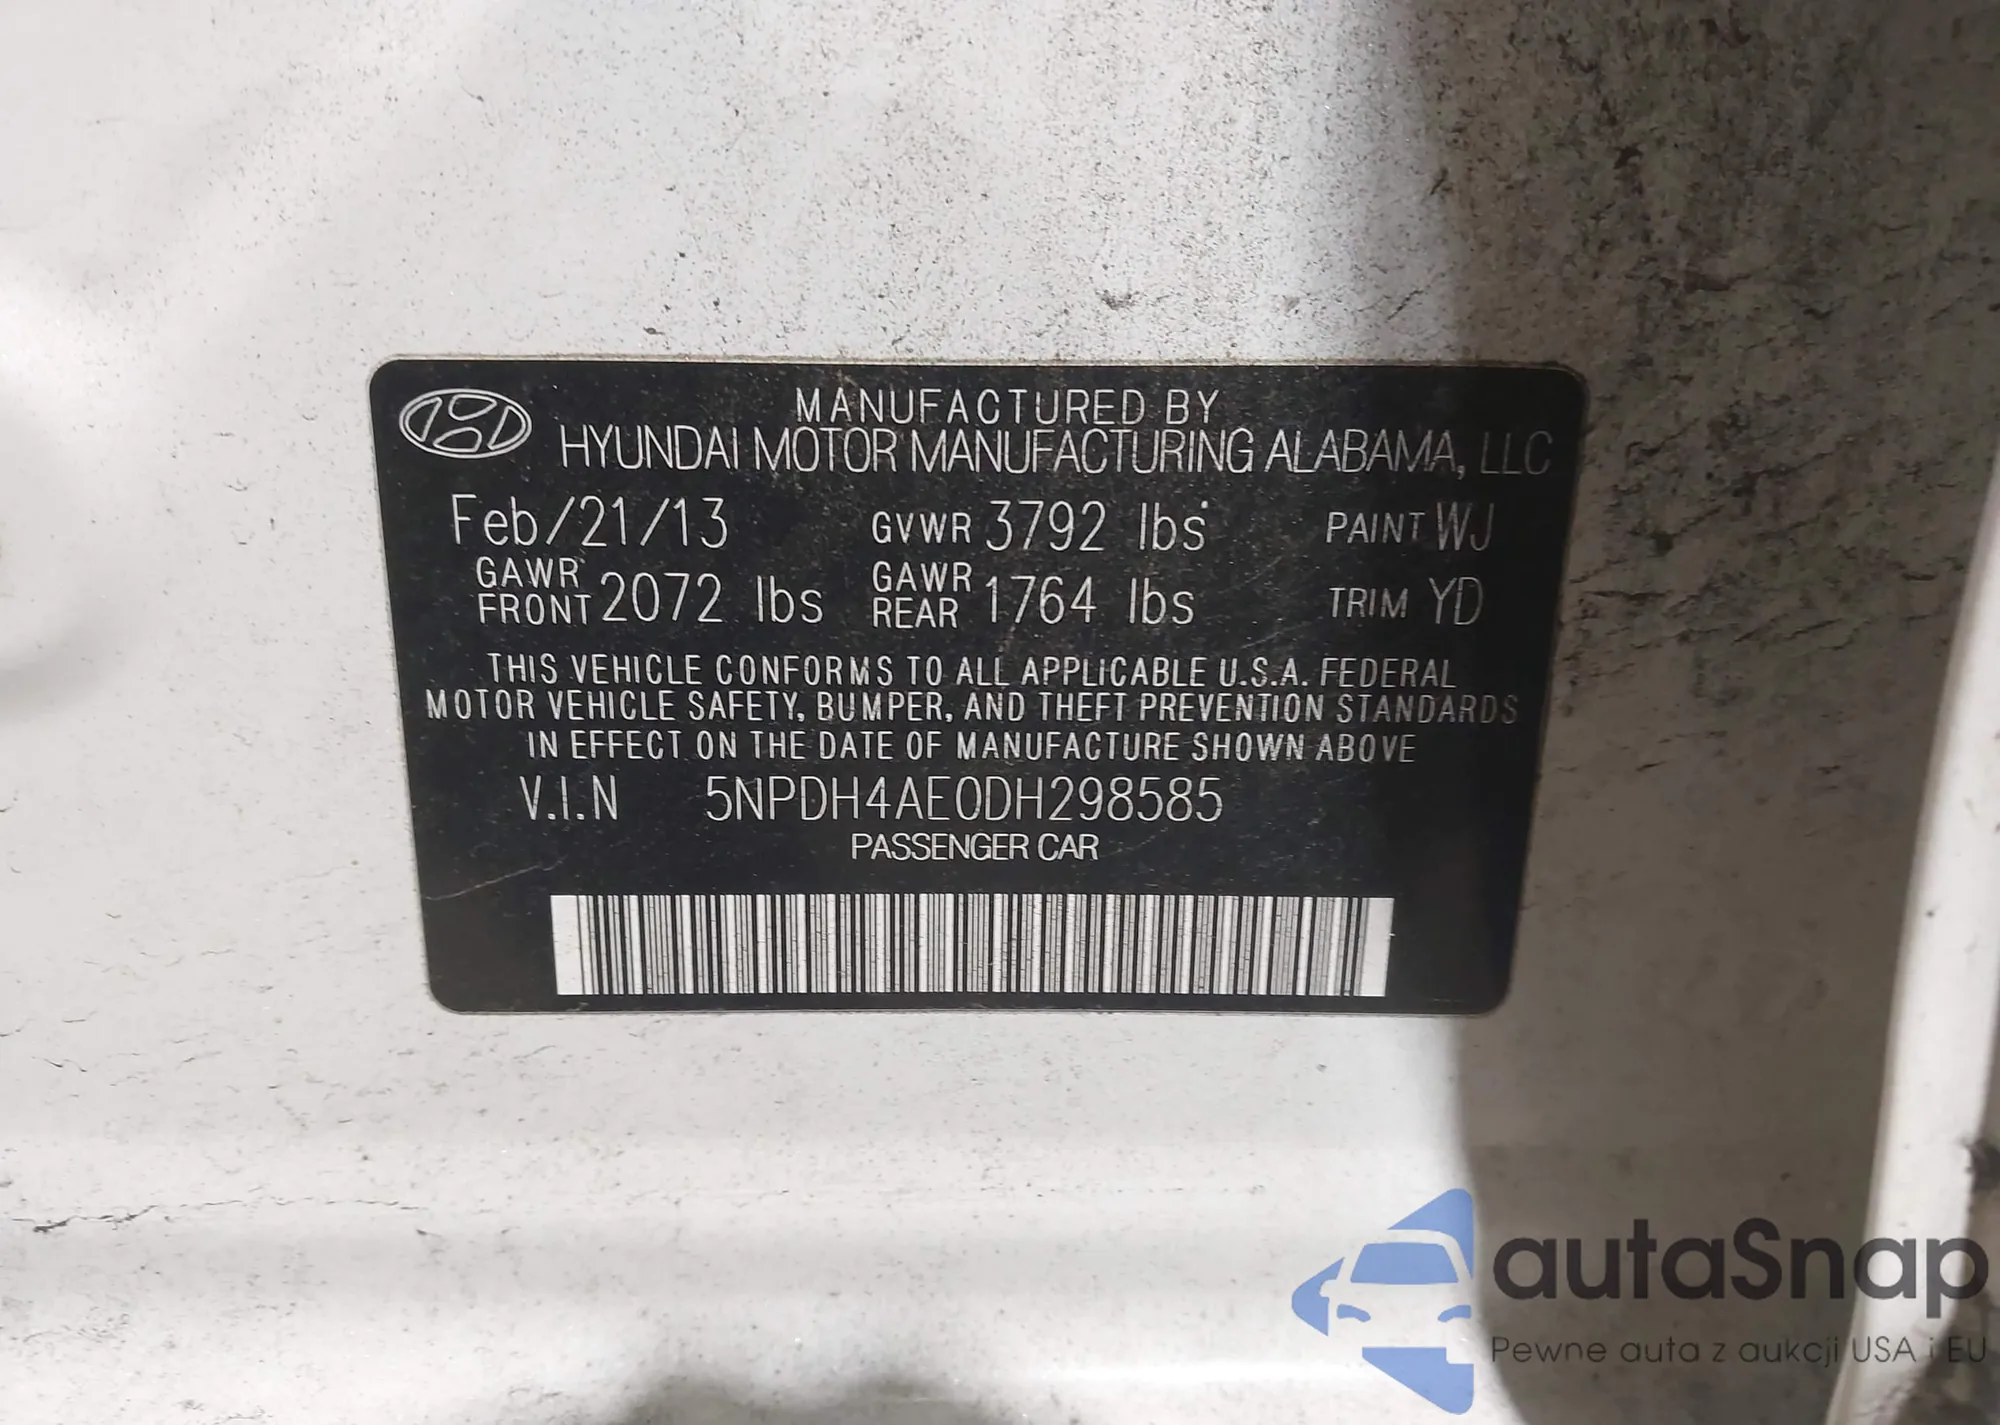 MANUFACTURED BY
HYUNDAI MOTOR MANUFACTURING ALABAMA, LLC
Feb/21/13 GVWR 3792 lbs PAINT WJ
GAWR FRONT 2072 lbs GAWR REAR 1764 lbs TRIM YD
THIS VEHICLE CONFORMS TO ALL APPLICABLE U.S.A. FEDERAL
MOTOR VEHICLE SAFETY, BUMPER, AND THEFT PREVENTION STANDARDS
IN EFFECT ON THE DATE OF MANUFACTURE SHOWN ABOVE
V.I.N 5NPDH4AE0DH298585
PASSENGER CAR
autaSnap
Pewne auta z aukcji USA i EU